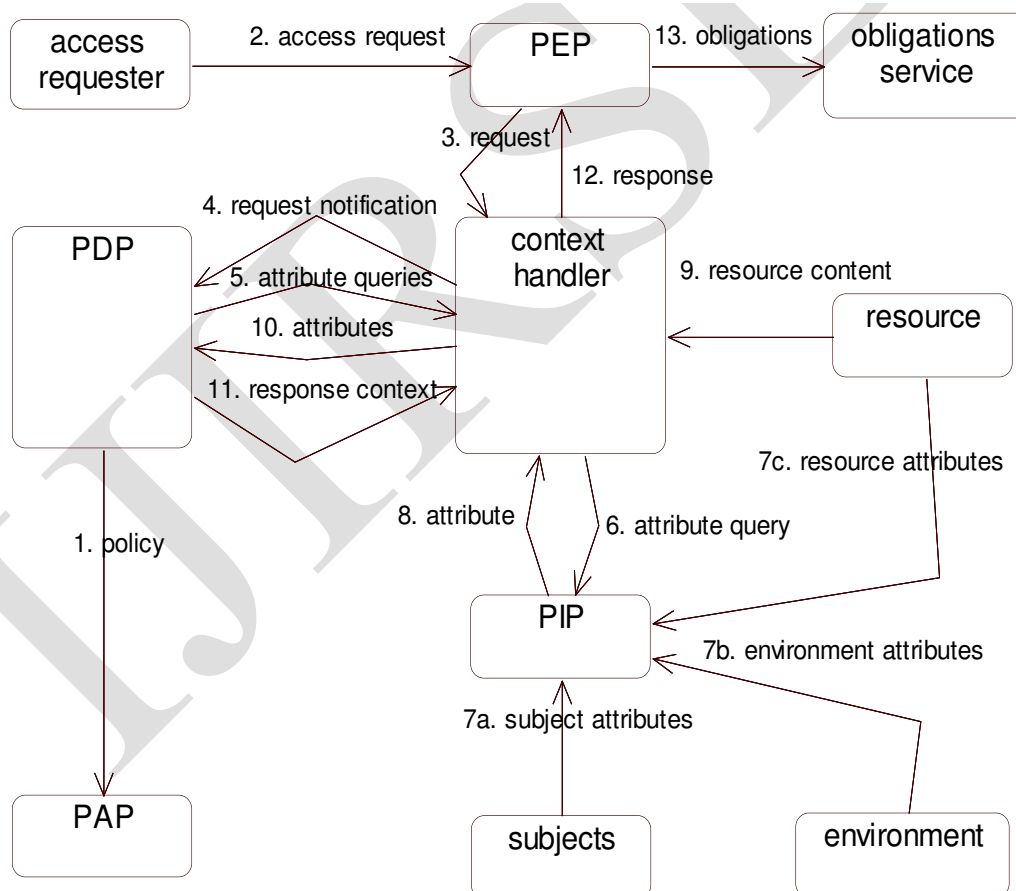 access
requester
2. access request
PEP
13. obligations
obligations
service
3. request
12. response
4. request notification
PDP
context
handler
5. attribute queries
9. resource content
10. attributes
resource
11. response context
7c. resource attributes
8. attribute
6. attribute query
1. policy
PIP
7b. environment attributes
7a. subject attributes
PAP
subjects
environment